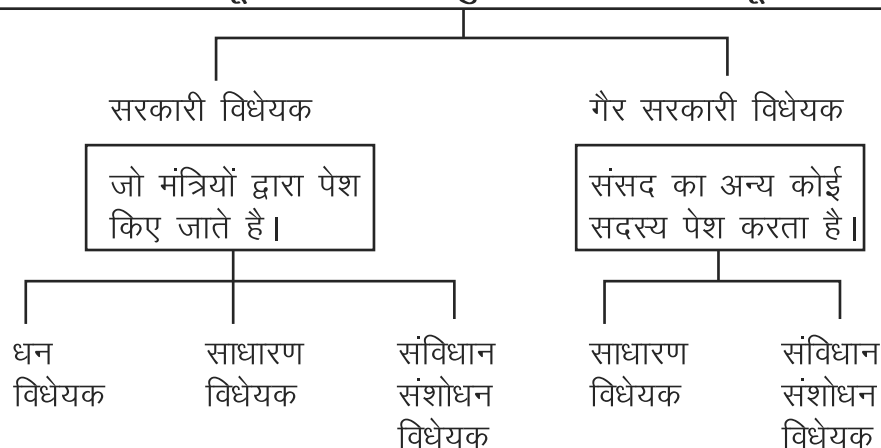 सरकारी विधेयक
गैर सरकारी विधेयक
जो मंत्रियों द्वारा पेश
किए जाते है।
संसद का अन्य कोई
सदस्य पेश करता है।
धन
विधेयक
साधारण
विधेयक
संविधान
संशोधन
विधेयक
साधारण
विधेयक
संविधान
संशोधन
विधेयक